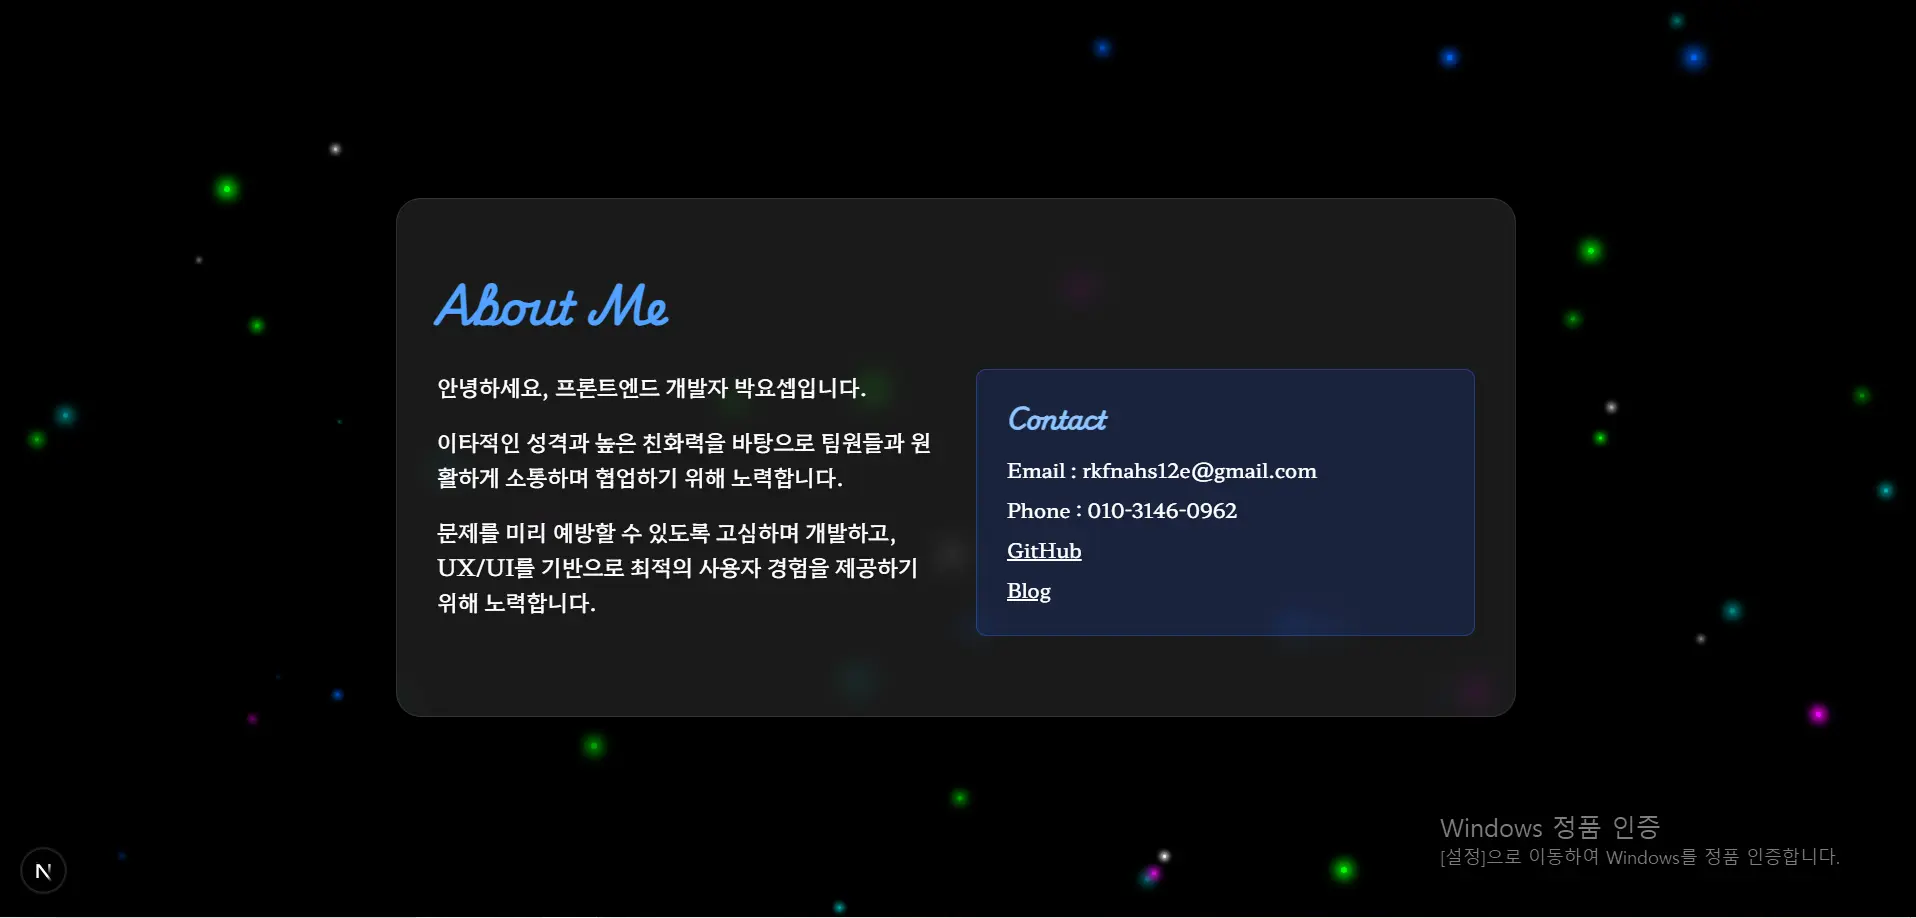 About Me
안녕하세요, 프론트엔드 개발자 박요셉입니다.
이타적인 성격과 높은 친화력을 바탕으로 팀원들과 원
활하게 소통하며 협업하기 위해 노력합니다.
문제를 미리 예방할 수 있도록 고심하며 개발하고,
UX/UI를 기반으로 최적의 사용자 경험을 제공하기
위해 노력합니다.
Contact
Email : rkfnahs12e@gmail.com
Phone : 010-3146-0962
GitHub
Blog
Windows 정품 인증
[설정]으로 이동하여 Windows를 정품 인증합니다.
N